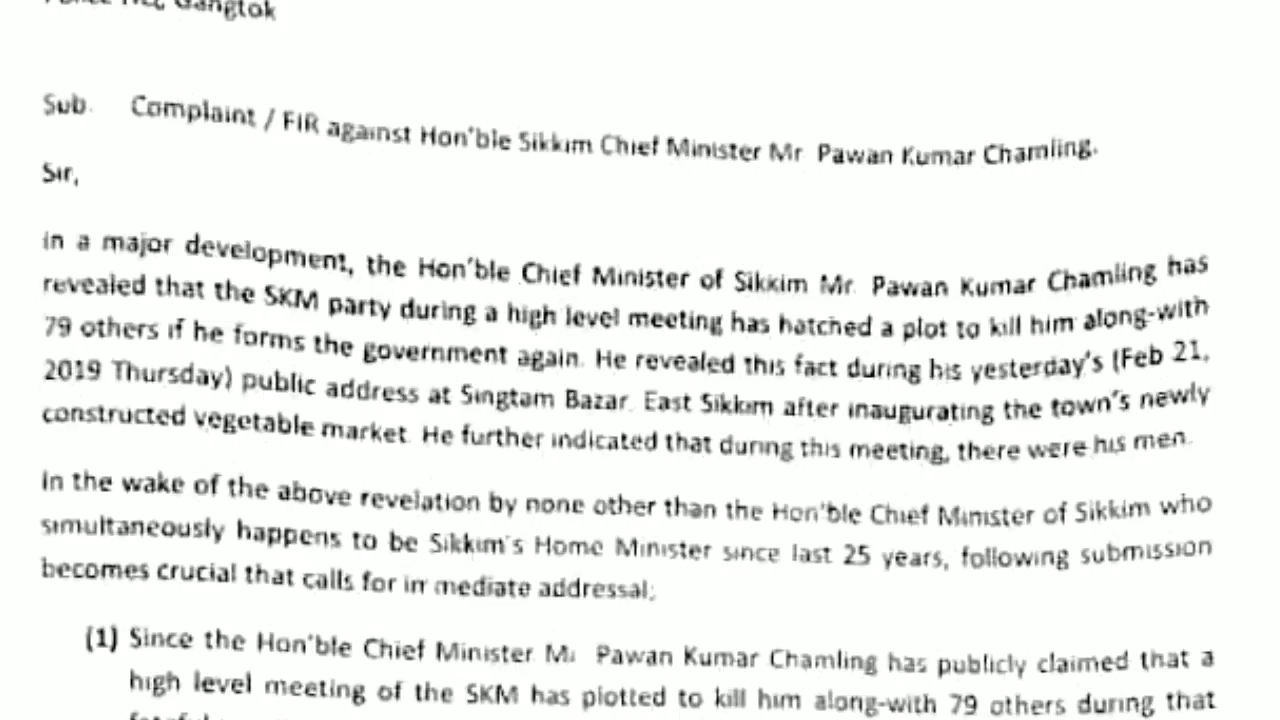 Gangtok
Sub. Complaint / FIR against Hon'ble Sikkim Chief Minister Mr. Pawan Kumar Chamling.
Sir,
In a major development, the Hon'ble Chief Minister of Sikkim Mr. Pawan Kumar Chamling has
revealed that the SKM party during a high level meeting has hatched a plot to kill him along-with
79 others if he forms the government again. He revealed this fact during his yesterday's (Feb 21,
2019 Thursday) public address at Singtam Bazar. East Sikkim after inaugurating the town's newly
constructed vegetable market. He further indicated that during this meeting, there were his men.
In the wake of the above revelation by none other than the Hon'ble Chief Minister of Sikkim who
simultaneously happens to be Sikkim's Home Minister since last 25 years, following submission
becomes crucial that calls for immediate addressal;
(1) Since the Hon'ble Chief Minister Mr. Pawan Kumar Chamling has publicly claimed that a
high level meeting of the SKM has plotted to kill him along-with 79 others during that